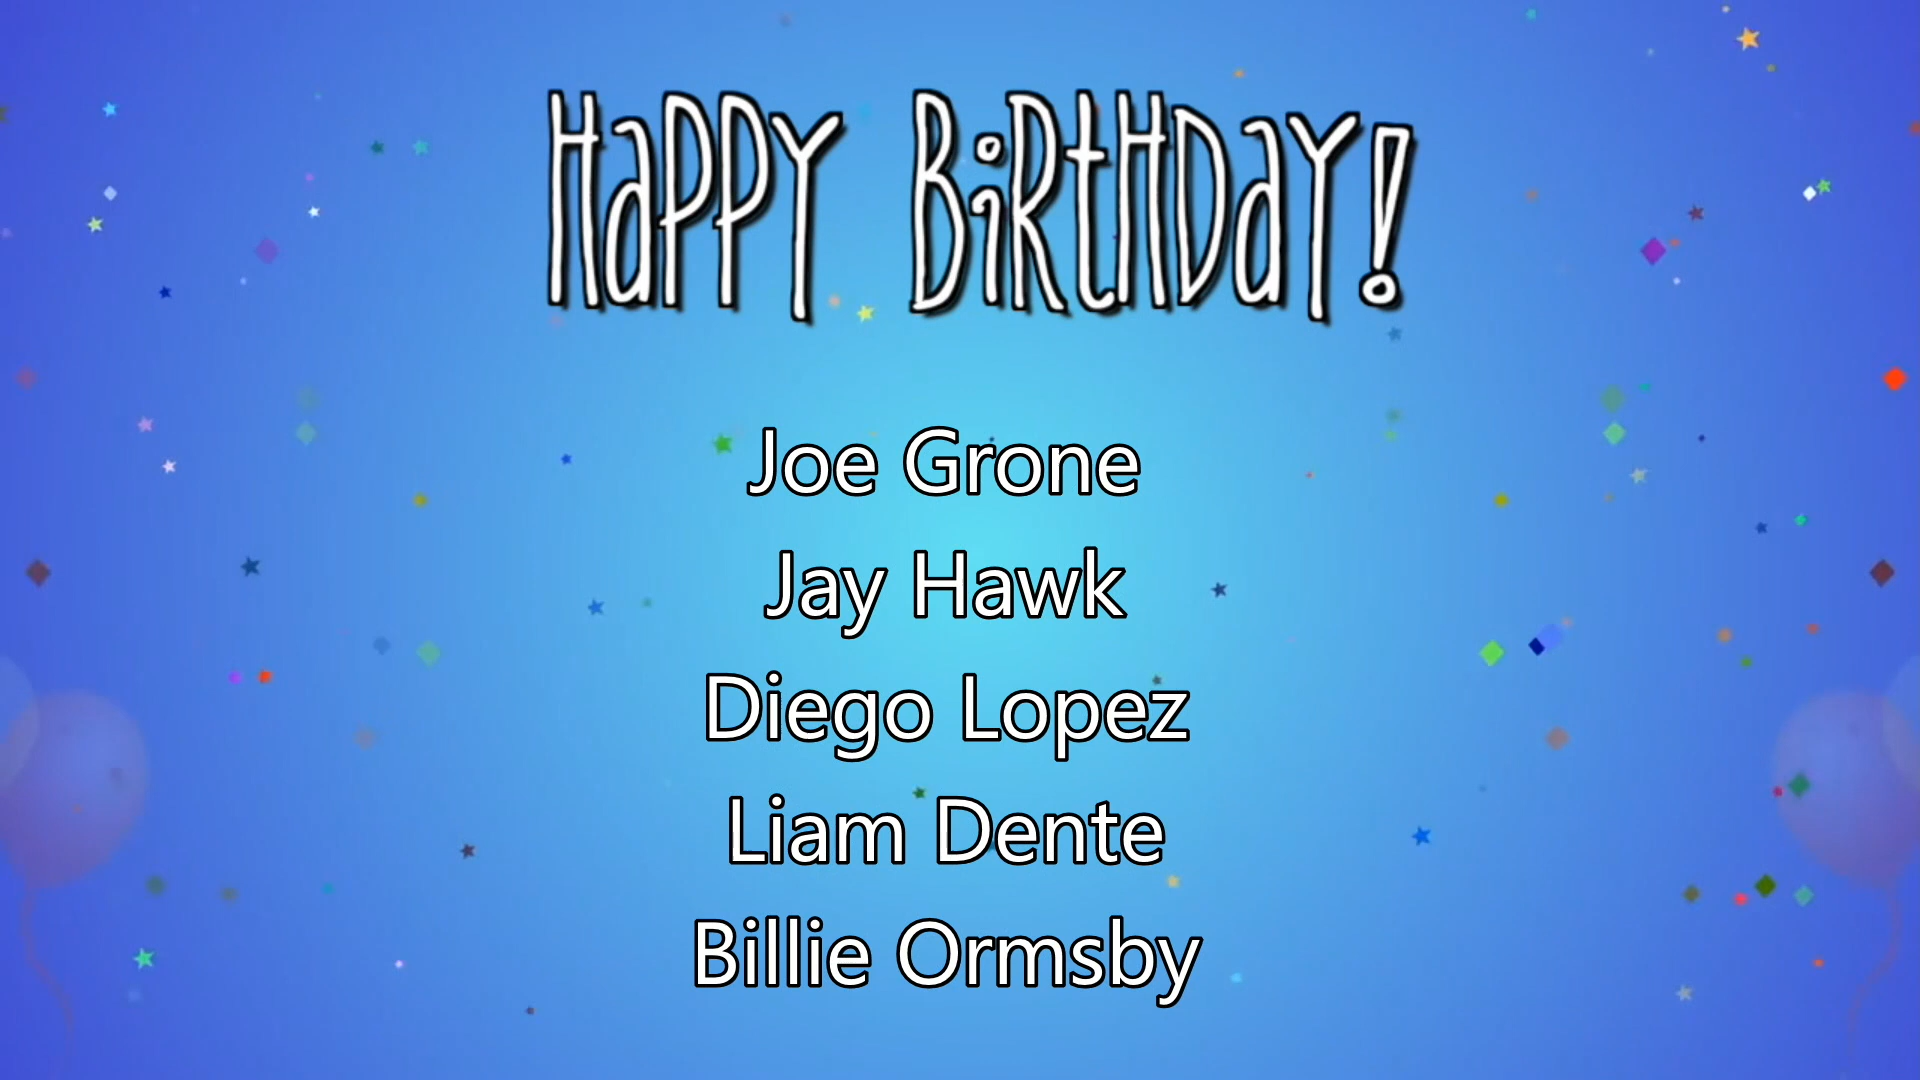 HaPPY BiRtHDaY!
Joe Grone
Jay Hawk
Diego Lopez
Liam Dente
Billie Ormsby